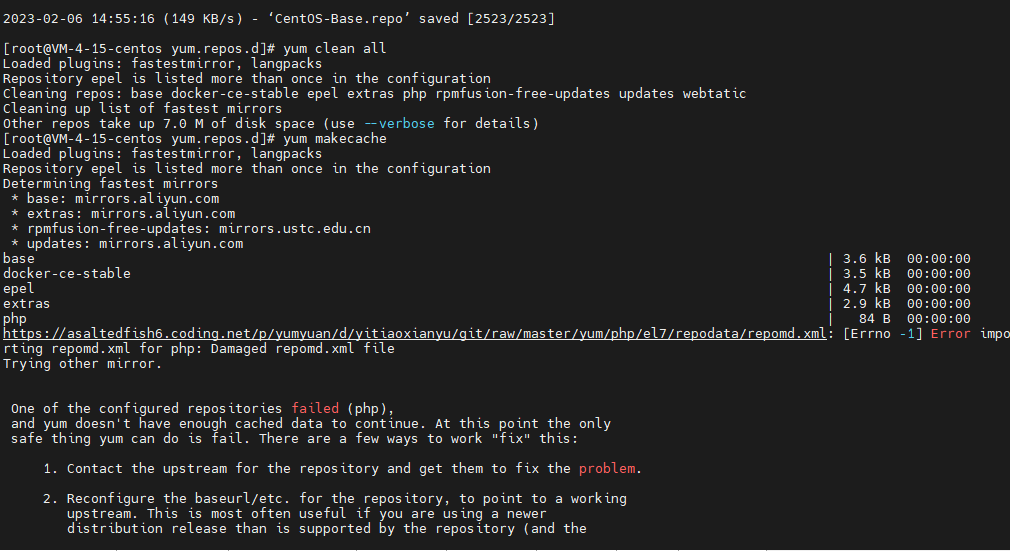 2023-02-06 14:55:16 (149 KB/s) - ‘CentOS-Base.repo’ saved [2523/2523]
[root@VM-4-15-centos yum.repos.d]# yum clean all
Loaded plugins: fastestmirror, langpacks
Repository epel is listed more than once in the configuration
Cleaning repos: base docker-ce-stable epel extras php rpmfusion-free-updates updates webtatic
Cleaning up list of fastest mirrors
Other repos take up 7.0 M of disk space (use --verbose for details)
[root@VM-4-15-centos yum.repos.d]# yum makecache
Loaded plugins: fastestmirror, langpacks
Repository epel is listed more than once in the configuration
Determining fastest mirrors
* base: mirrors.aliyun.com
* extras: mirrors.aliyun.com
* rpmfusion-free-updates: mirrors.ustc.edu.cn
* updates: mirrors.aliyun.com
base | 3.6 kB 00:00:00
docker-ce-stable | 3.5 kB 00:00:00
epel | 4.7 kB 00:00:00
extras | 2.9 kB 00:00:00
php | 84 B 00:00:00
https://asaltedfish6.coding.net/p/yumyuan/d/yitiaoxianyu/git/raw/master/yum/php/el7/repodata/repomd.xml: [Errno -1] Error impo
rting repomd.xml for php: Damaged repomd.xml file
Trying other mirror.
One of the configured repositories failed (php),
and yum doesn't have enough cached data to continue. At this point the only
safe thing yum can do is fail. There are a few ways to work "fix" this:
1. Contact the upstream for the repository and get them to fix the problem.
2. Reconfigure the baseurl/etc. for the repository, to point to a working
upstream. This is most often useful if you are using a newer
distribution release than is supported by the repository (and the